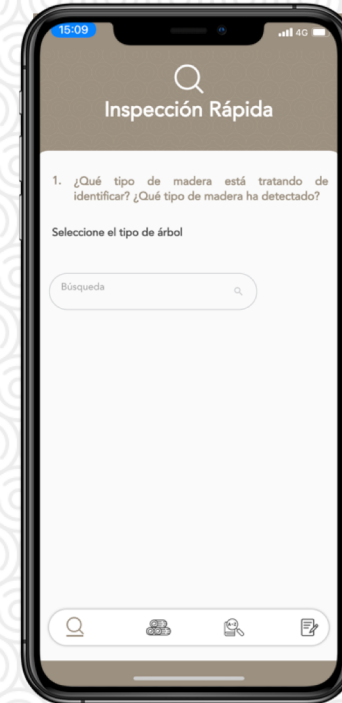 15:09
4G
Inspección Rápida
1. ¿Qué tipo de madera está tratando de
identificar? ¿Qué tipo de madera ha detectado?
Seleccione el tipo de árbol
Búsqueda